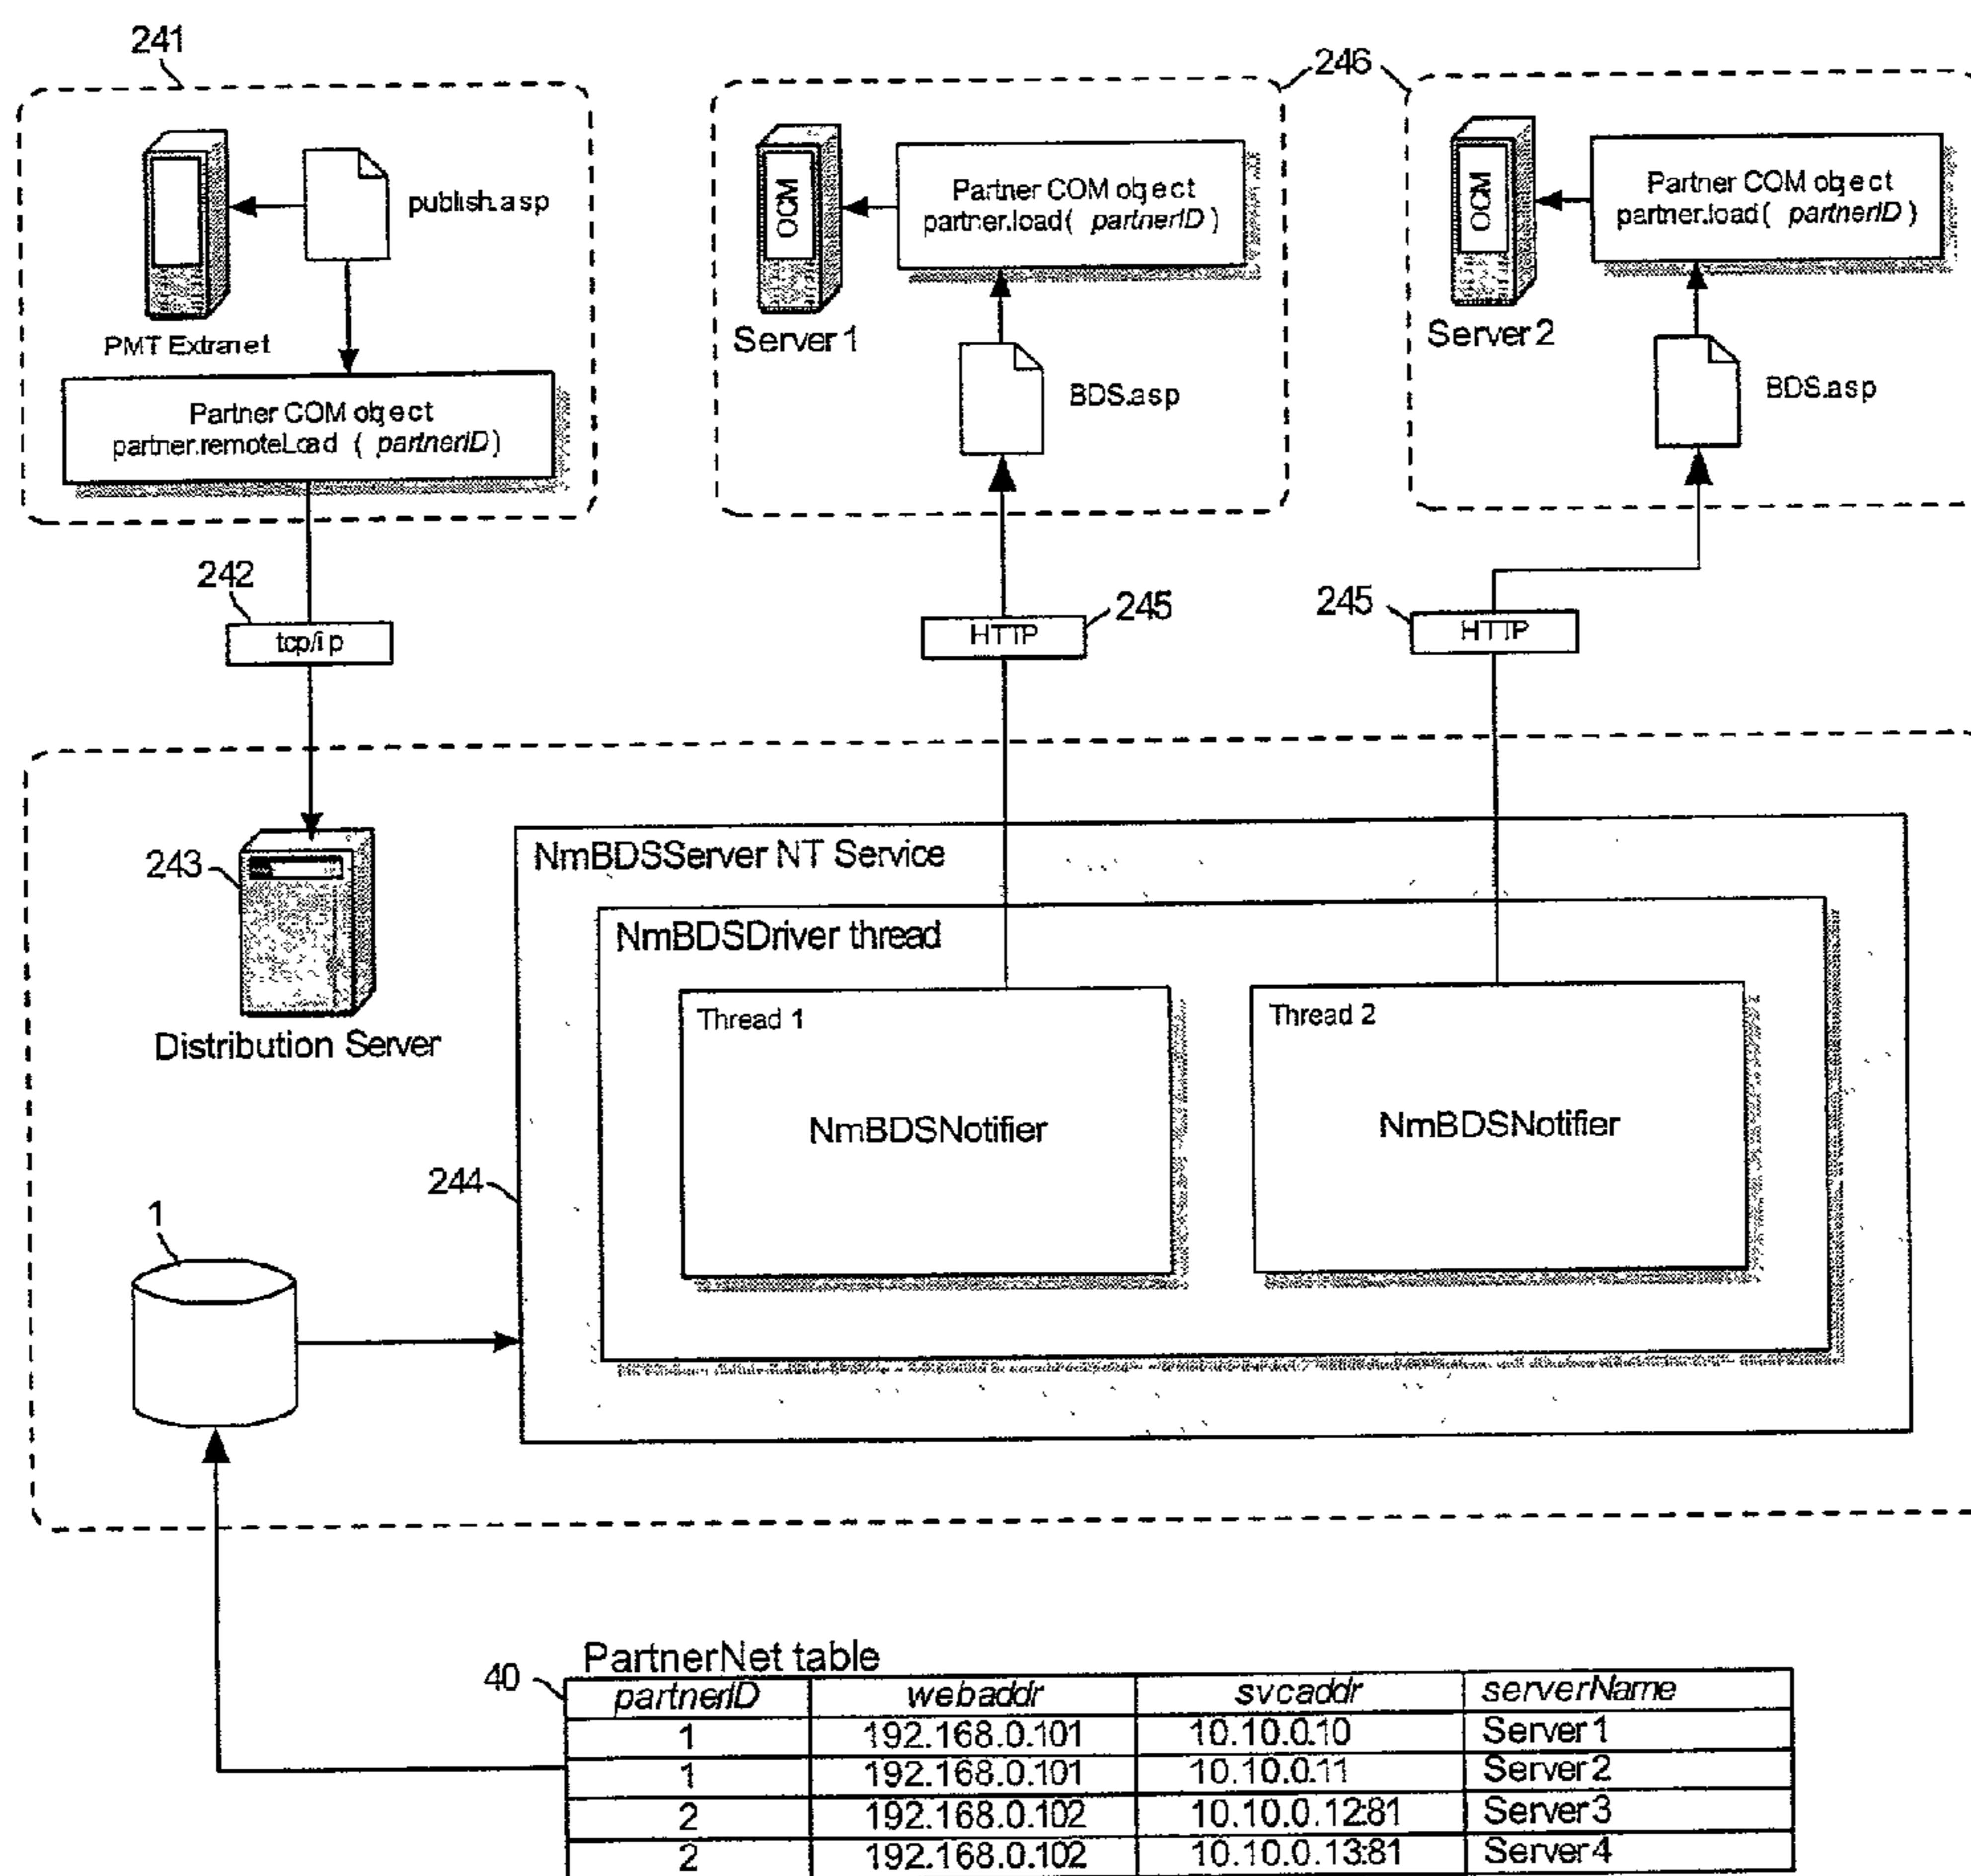 241
PMT Extranet
publish.asp
Partner COM object
partner.remoteLoad ( partnerID)
246
OCM
Server 1
Partner COM object
partner.load( partnerID )
BDS.asp
OCM
Server 2
Partner COM object
partner.load( partnerID )
BDS.asp
242
tcp/ip
HTTP
245
245
HTTP
243
Distribution Server
NmBDSServer NT Service
NmBDSDriver thread
Thread 1
NmBDSNotifier
Thread 2
NmBDSNotifier
244
1
PartnerNet table
40
partnerID webaddr svcaddr serverName
1 192.168.0.101 10.10.0.10 Server 1
1 192.168.0.101 10.10.0.11 Server 2
2 192.168.0.102 10.10.0.12:81 Server 3
2 192.168.0.102 10.10.0.13:81 Server 4